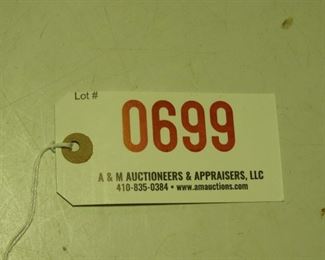 Lot #
0699
A & M AUCTIONEERS & APPRAISERS, LLC
410-835-0384 • www.amauctions.com